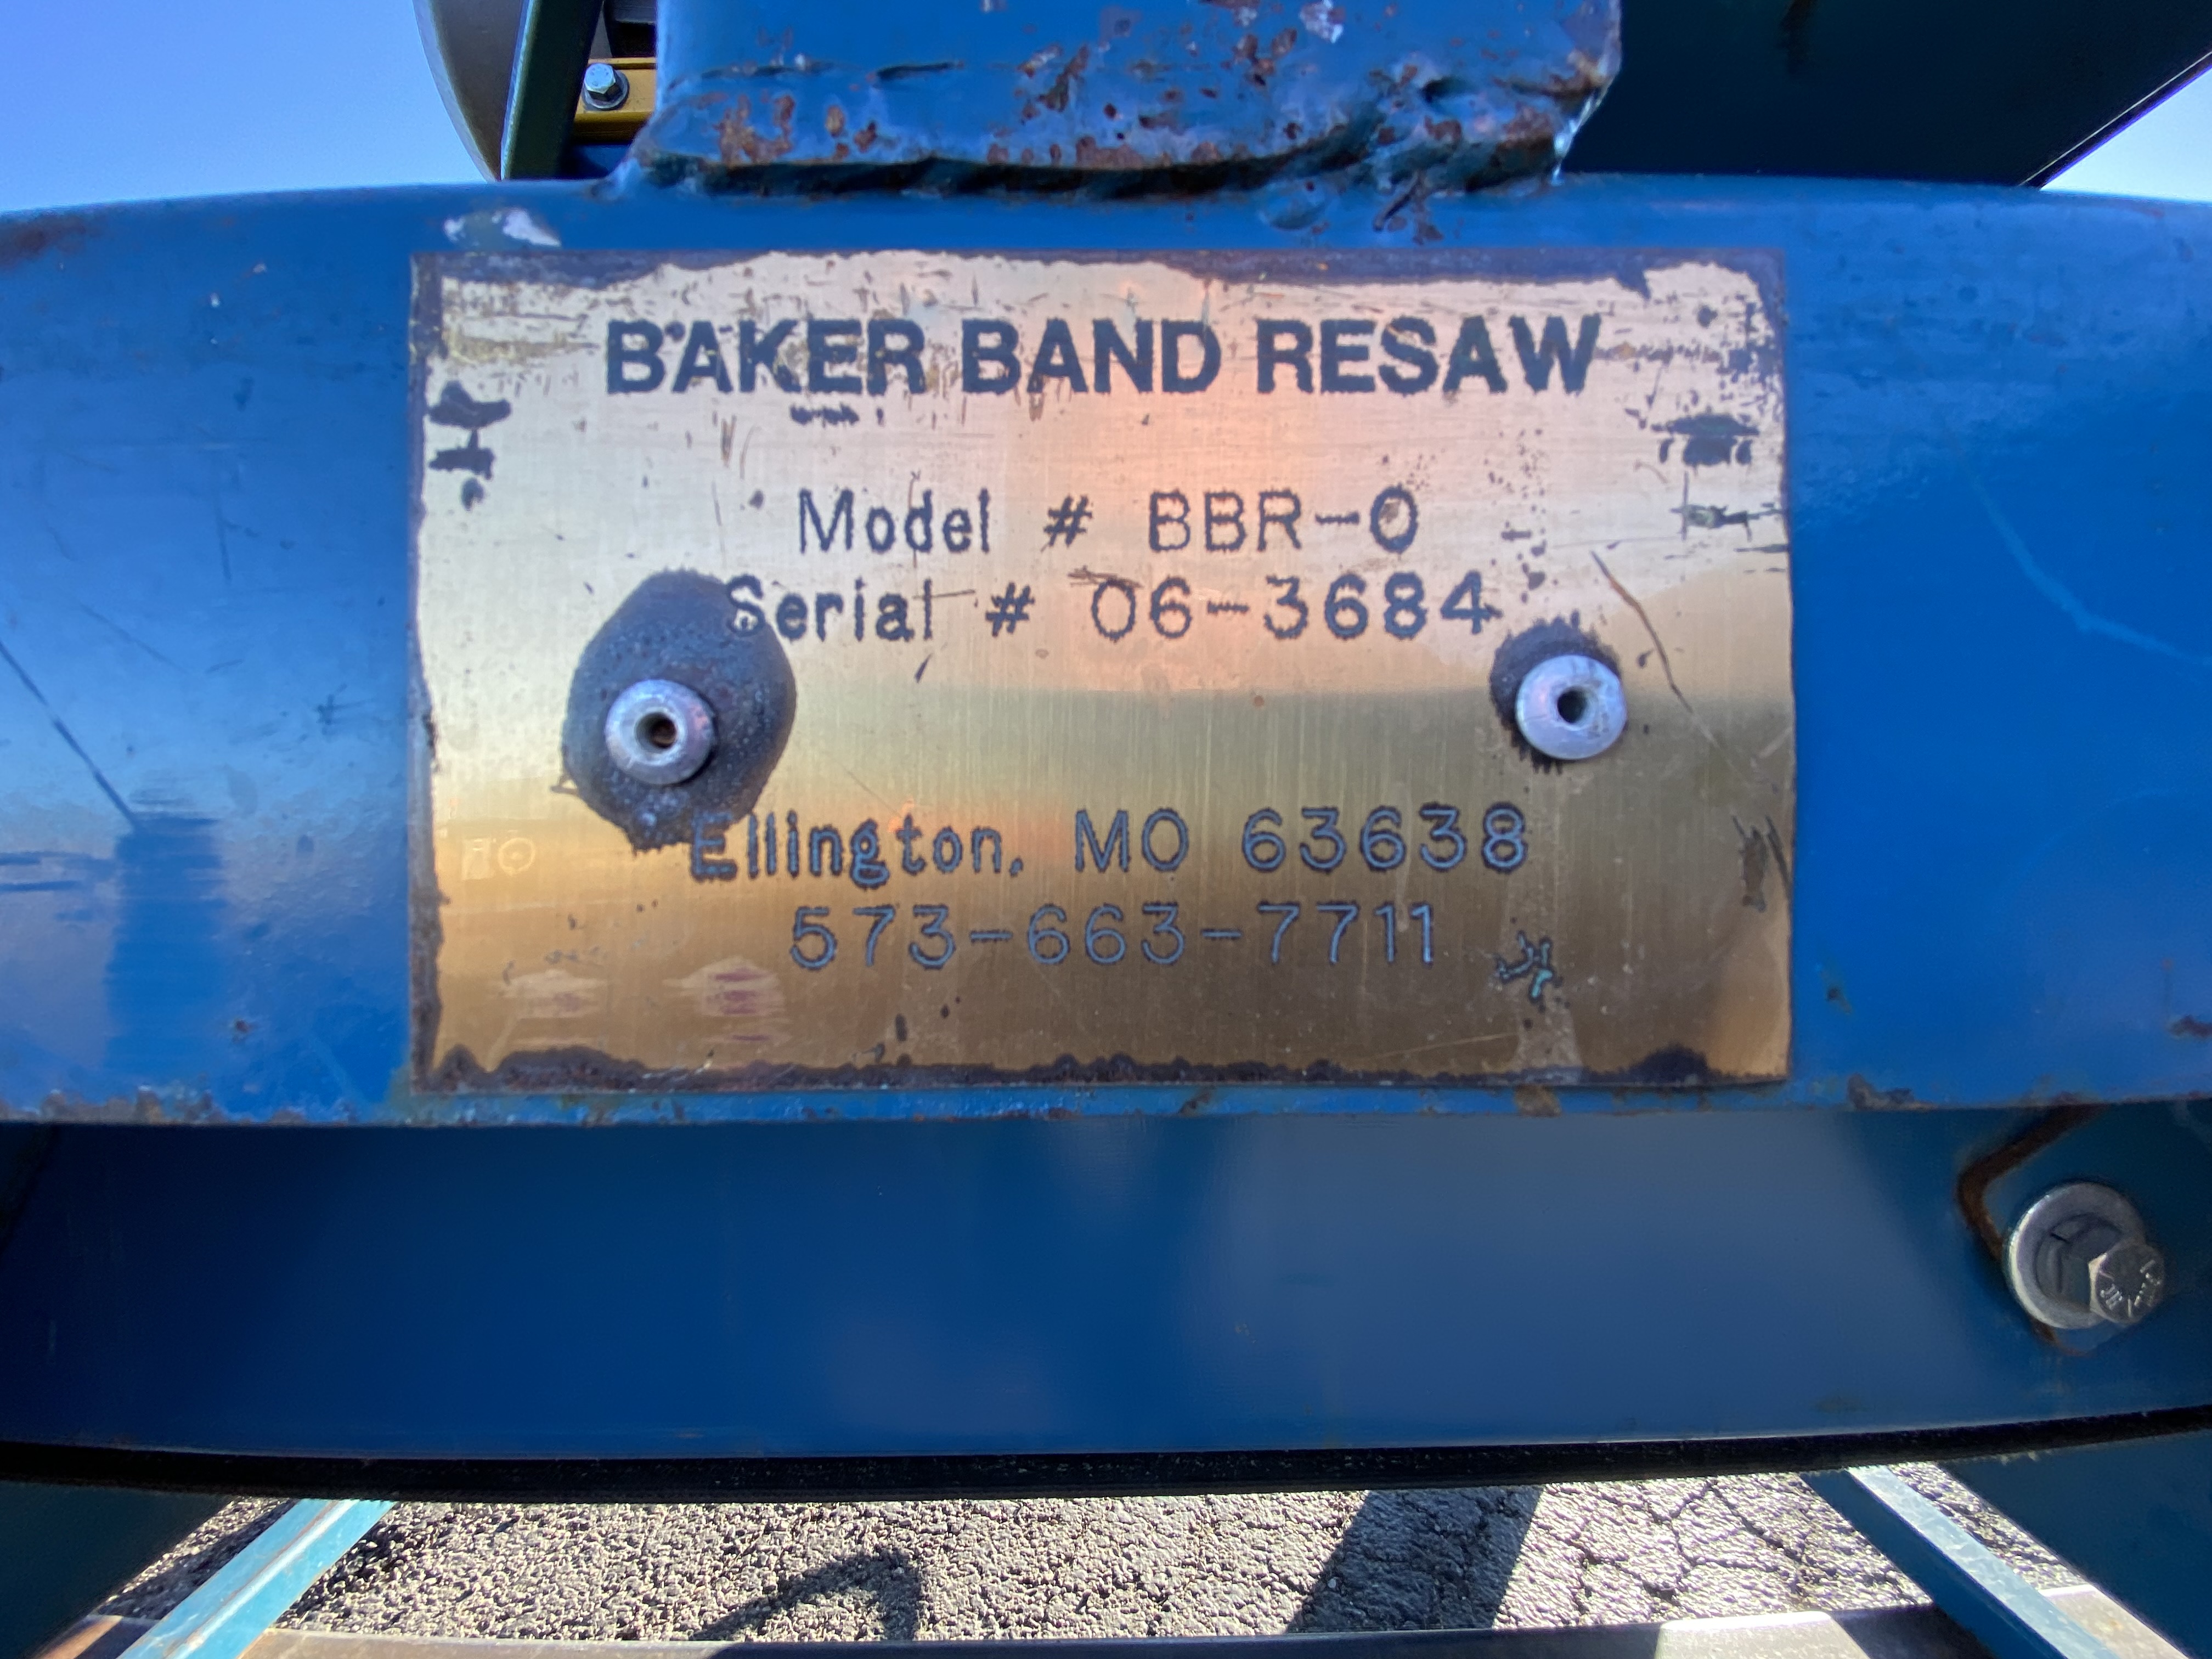 BAKER BAND RESAW
Model # BBR-0
Serial # 06-3684
Ellington, MO 63638
573-663-7711